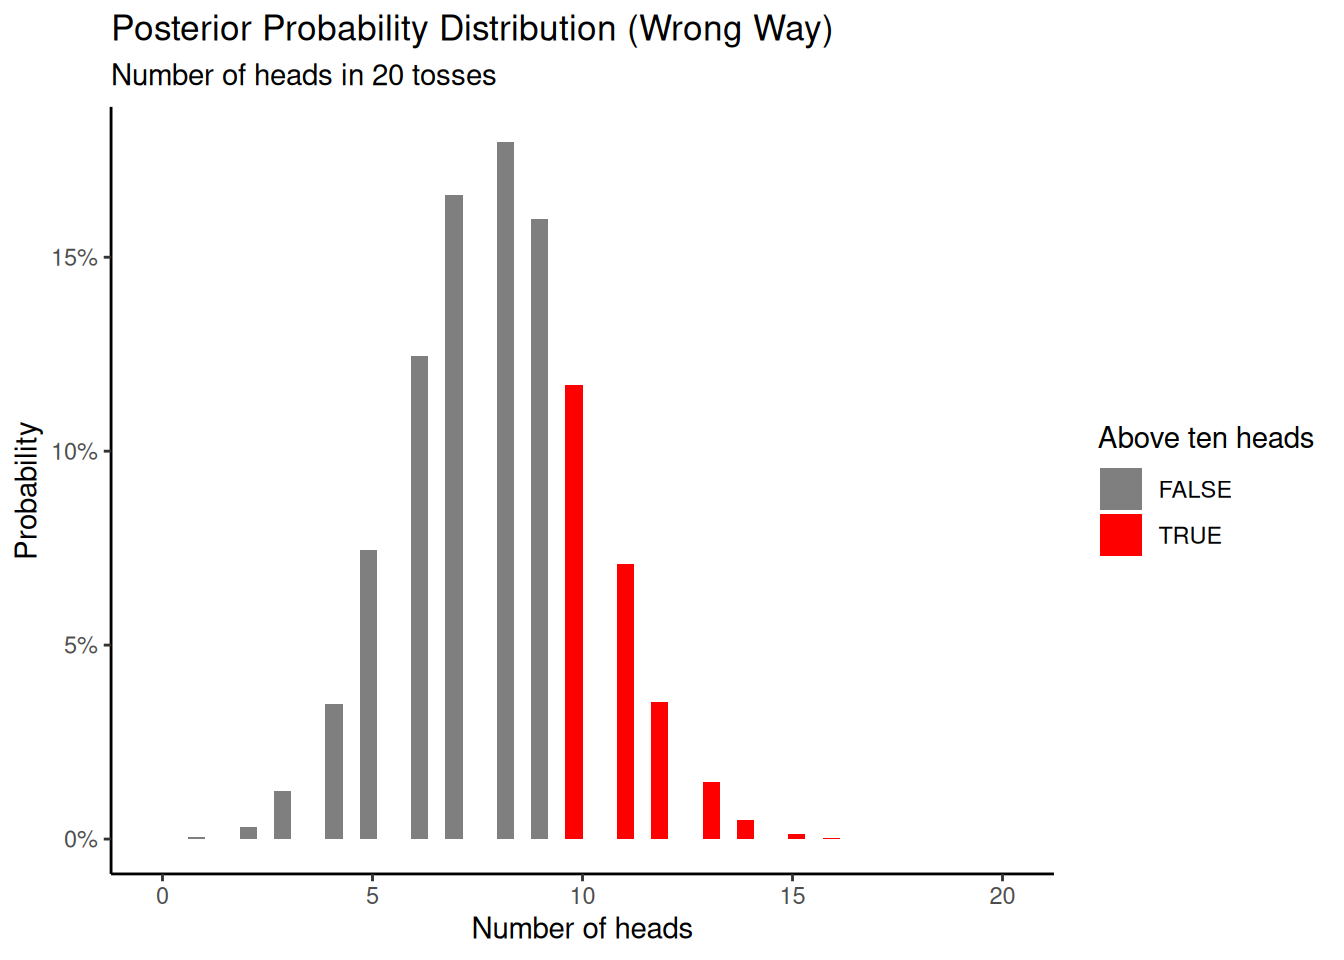 Posterior Probability Distribution (Wrong Way)
Number of heads in 20 tosses
15%
10%
5%
0%
Probability
0 5 10 15 20
Number of heads
Above ten heads
FALSE
TRUE